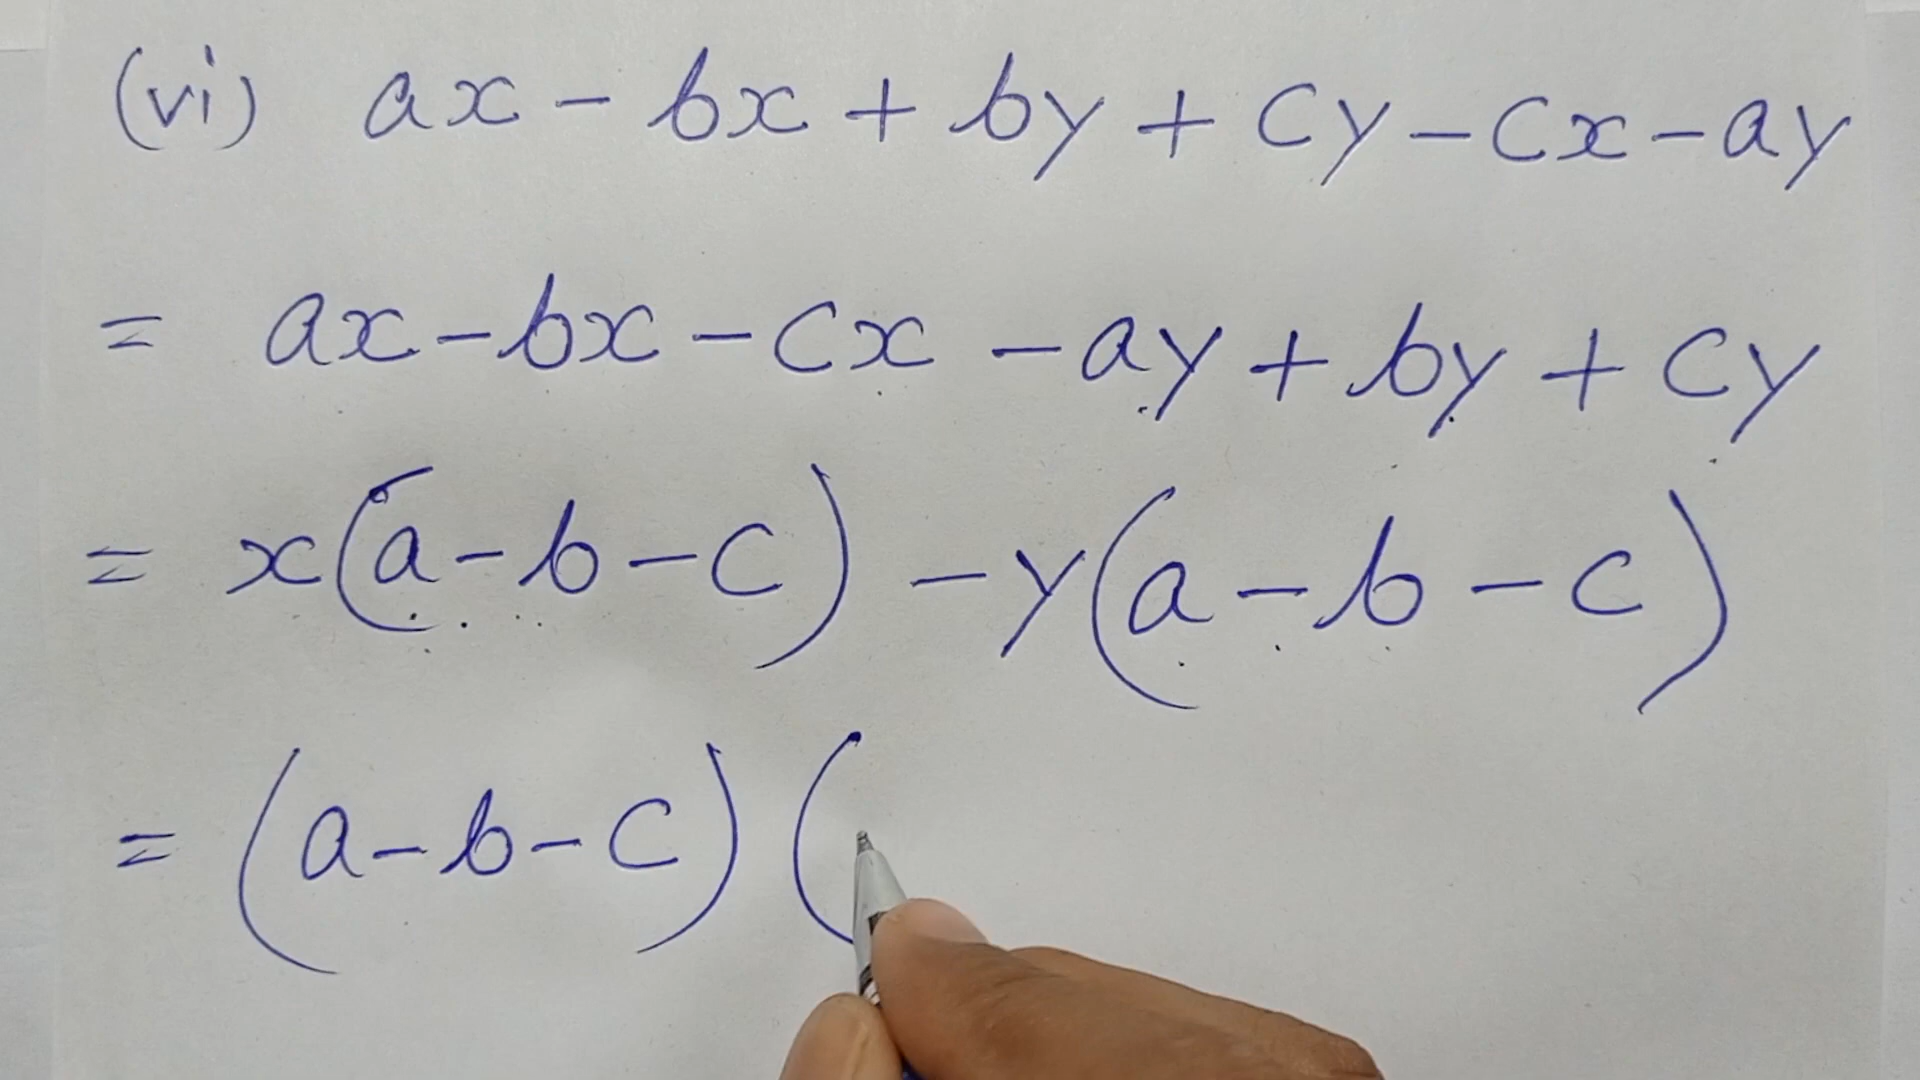 (vi) ax - bx + by + cy - cx - ay
= ax - bx - cx - ay + by + cy
= x(a - b - c) - y(a - b - c)
= (a - b - c) (